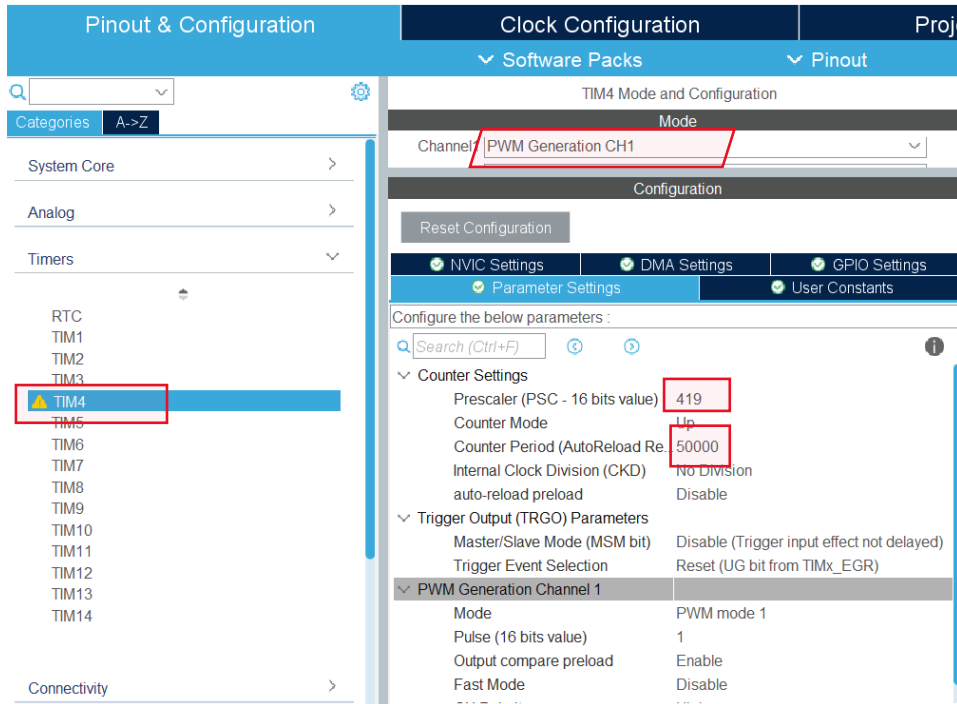 Pinout & Configuration
Clock Configuration
Proj
Software Packs
Pinout
Categories
A->Z
System Core
Analog
Timers
RTC
TIM1
TIM2
TIM3
TIM4
TIM5
TIM6
TIM7
TIM8
TIM9
TIM10
TIM11
TIM12
TIM13
TIM14
Connectivity
TIM4 Mode and Configuration
Mode
Channel1 PWM Generation CH1
Configuration
Reset Configuration
NVIC Settings
DMA Settings
GPIO Settings
Parameter Settings
User Constants
Configure the below parameters :
Search (Ctrl+F)
Counter Settings
Prescaler (PSC - 16 bits value) 419
Counter Mode Up
Counter Period (AutoReload Re... 50000
Internal Clock Division (CKD) No Division
auto-reload preload Disable
Trigger Output (TRGO) Parameters
Master/Slave Mode (MSM bit) Disable (Trigger input effect not delayed)
Trigger Event Selection Reset (UG bit from TIMx_EGR)
PWM Generation Channel 1
Mode PWM mode 1
Pulse (16 bits value) 1
Output compare preload Enable
Fast Mode Disable